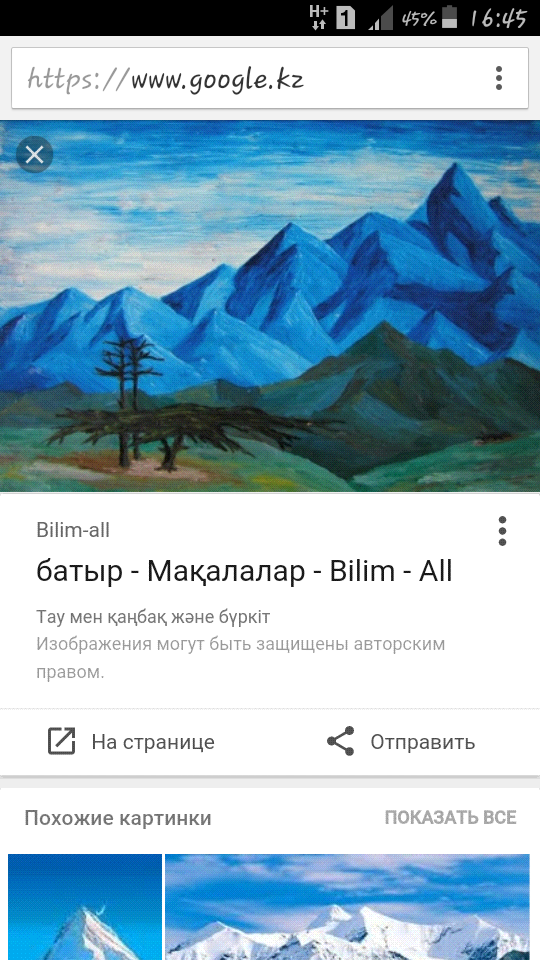 H+ 1 45% 16:45
https://www.google.kz
Bilim-all
батыр - Мақалалар - Bilim - All
Тау мен қаңбақ және бүркіт
Изображения могут быть защищены авторским
правом.
На странице Отправить
Похожие картинки ПОКАЗАТЬ ВСЕ